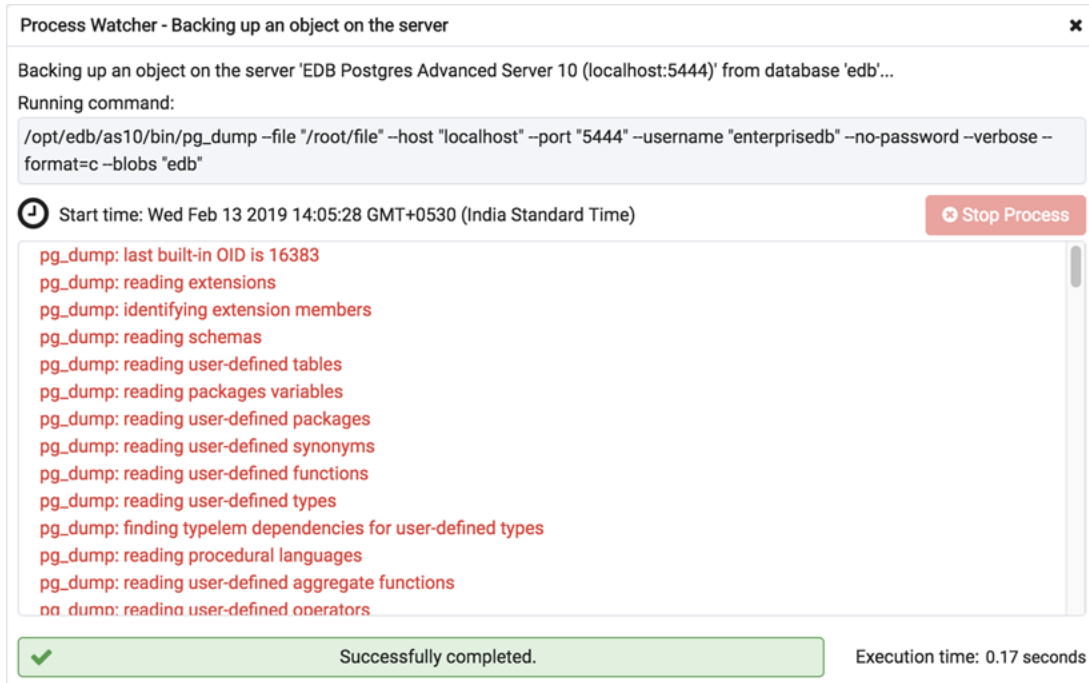 Process Watcher - Backing up an object on the server
Backing up an object on the server 'EDB Postgres Advanced Server 10 (localhost:5444)' from database 'edb'...
Running command:
/opt/edb/as10/bin/pg_dump --file "/root/file" --host "localhost" --port "5444" --username "enterprisedb" --no-password --verbose --
format=c --blobs "edb"
Start time: Wed Feb 13 2019 14:05:28 GMT+0530 (India Standard Time)
Stop Process
pg_dump: last built-in OID is 16383
pg_dump: reading extensions
pg_dump: identifying extension members
pg_dump: reading schemas
pg_dump: reading user-defined tables
pg_dump: reading packages variables
pg_dump: reading user-defined packages
pg_dump: reading user-defined synonyms
pg_dump: reading user-defined functions
pg_dump: reading user-defined types
pg_dump: finding typelem dependencies for user-defined types
pg_dump: reading procedural languages
pg_dump: reading user-defined aggregate functions
pg_dump: reading user-defined operators
Successfully completed.
Execution time: 0.17 seconds